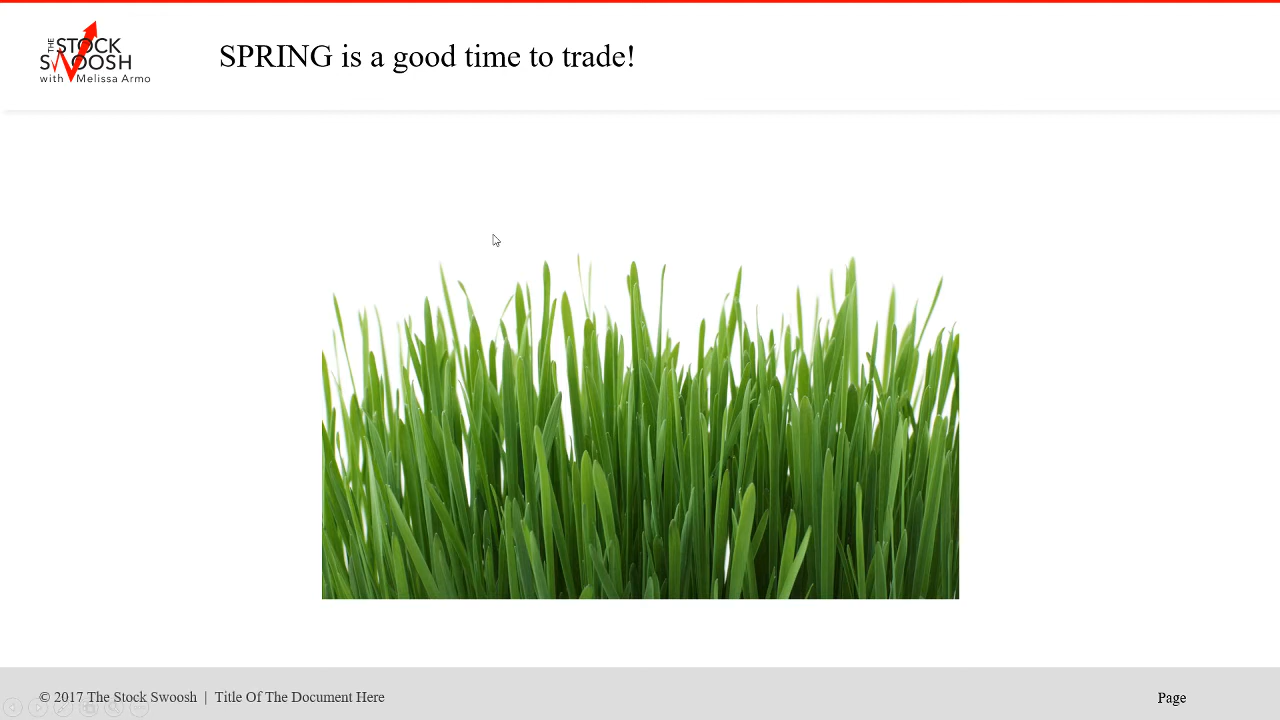 THE STOCK
SWOOSH
with Melissa Armo
SPRING is a good time to trade!
© 2017 The Stock Swoosh | Title Of The Document Here
Page